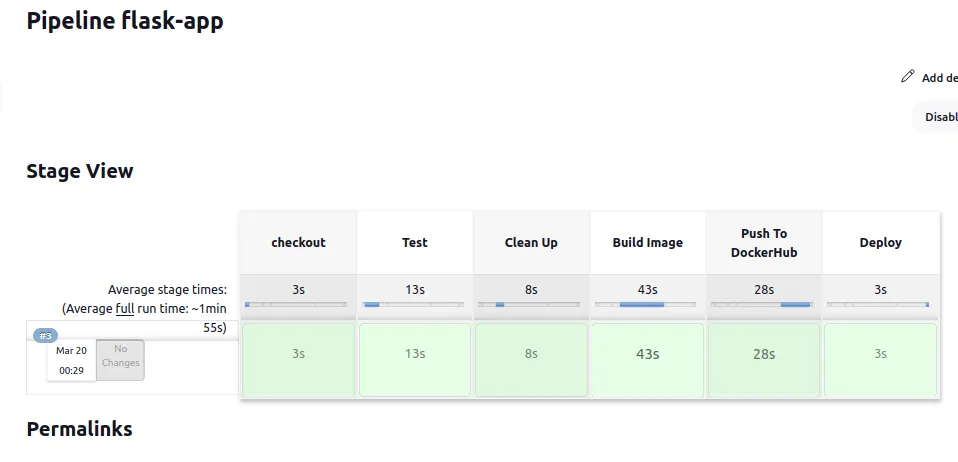 Pipeline flask-app
Add de
Disabl
Stage View
checkout
Test
Clean Up
Build Image
Push To
DockerHub
Deploy
Average stage times:
(Average full run time: ~1min
55s)
3s
13s
8s
43s
28s
3s
#3
Mar 20
00:29
No
Changes
3s
13s
8s
43s
28s
3s
Permalinks